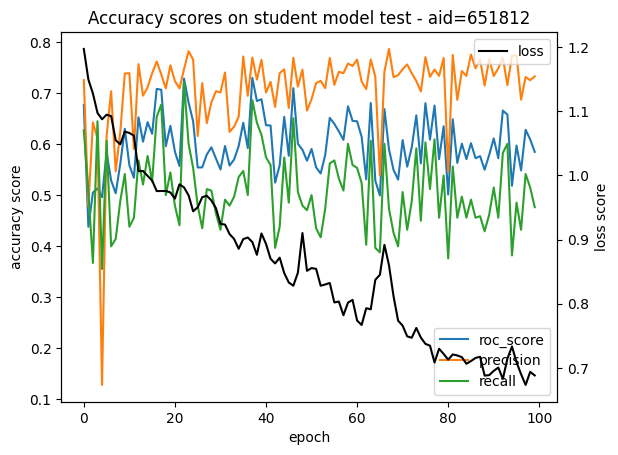 Accuracy scores on student model test - aid=651812
loss
accuracy score
0.8
0.7
0.6
0.5
0.4
0.3
0.2
0.1
1.2
1.1
1.0
0.9
0.8
0.7
loss score
roc_score
precision
recall
0
20
40
60
80
100
epoch